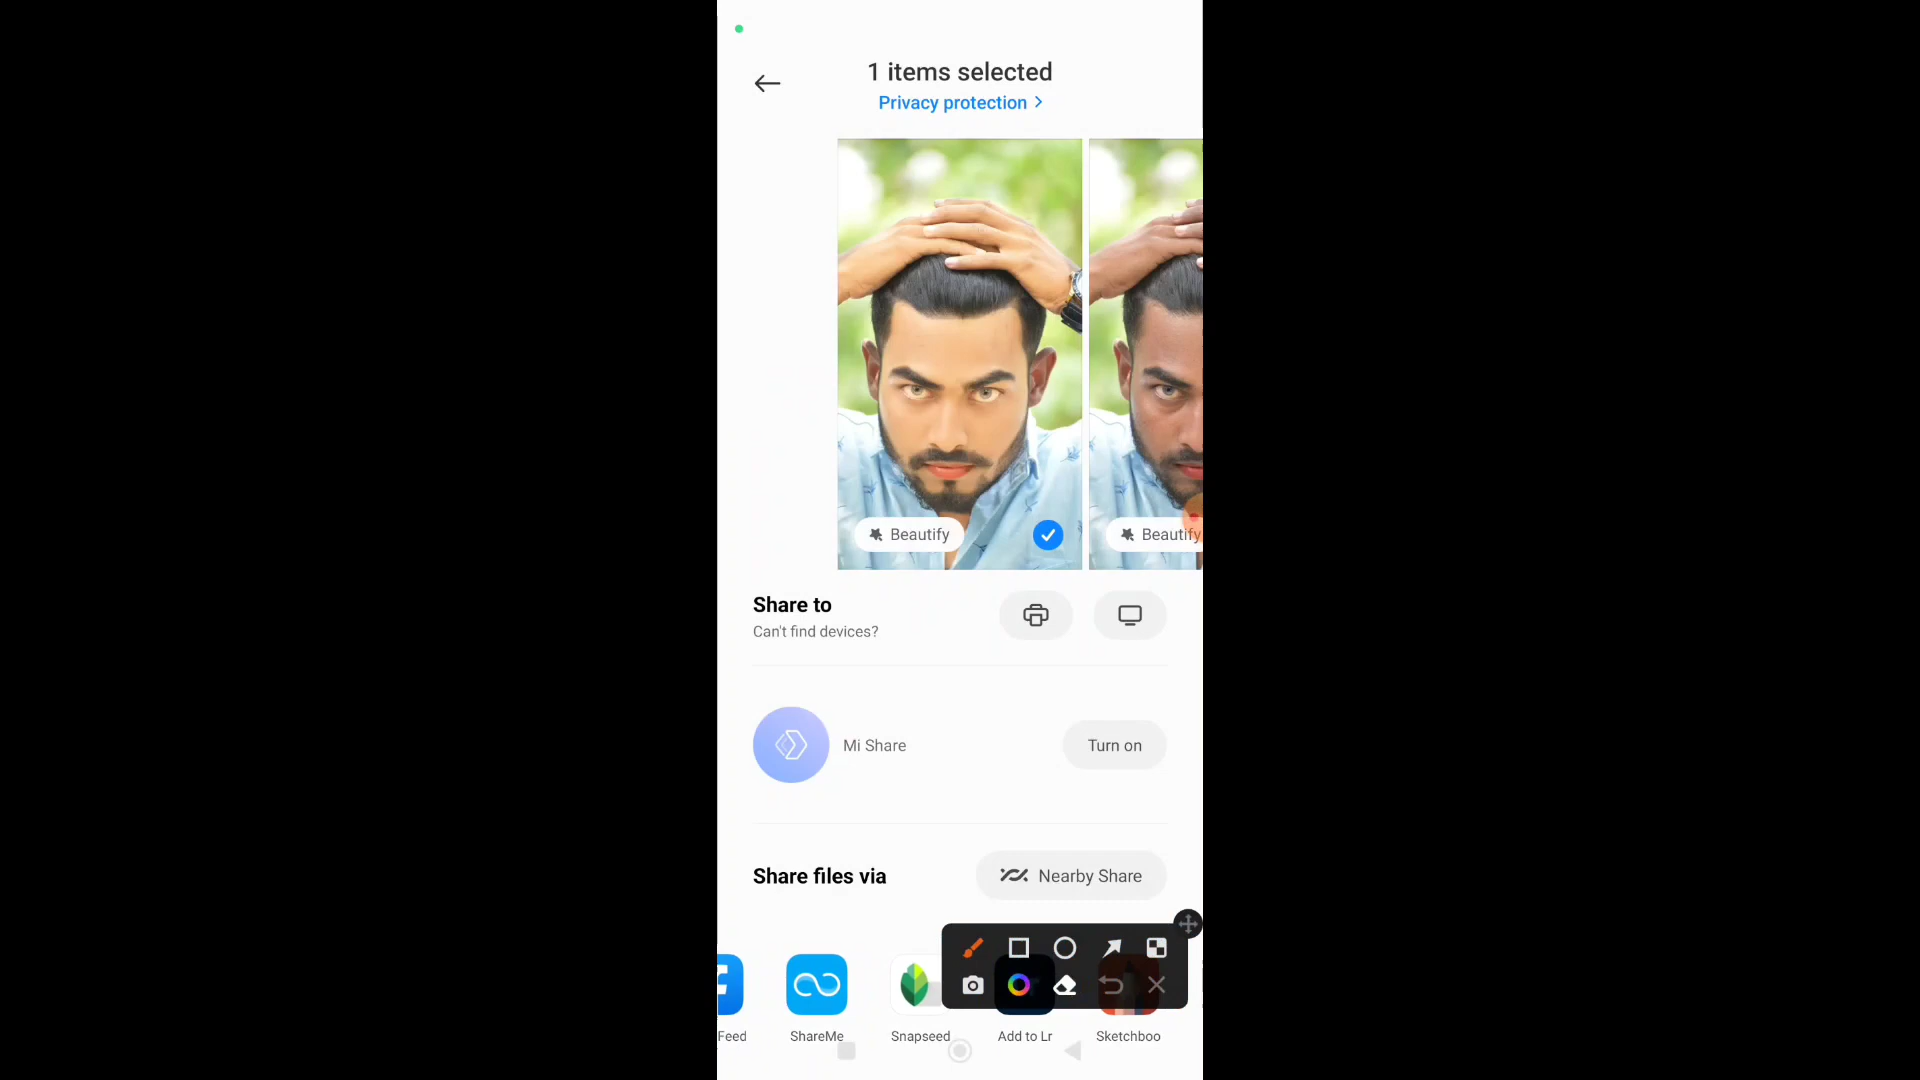 1 items selected
Privacy protection
Beautify
Beautify
Share to
Can't find devices?
Mi Share
Turn on
Share files via
Nearby Share
Feed
ShareMe
Snapseed
Add to Lr
Sketchboo